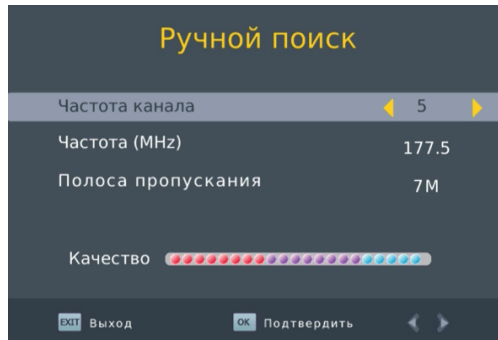 Ручной поиск
Частота канала 5
Частота (MHz) 177.5
Полоса пропускания 7M
Качество
EXIT Выход OK Подтвердить